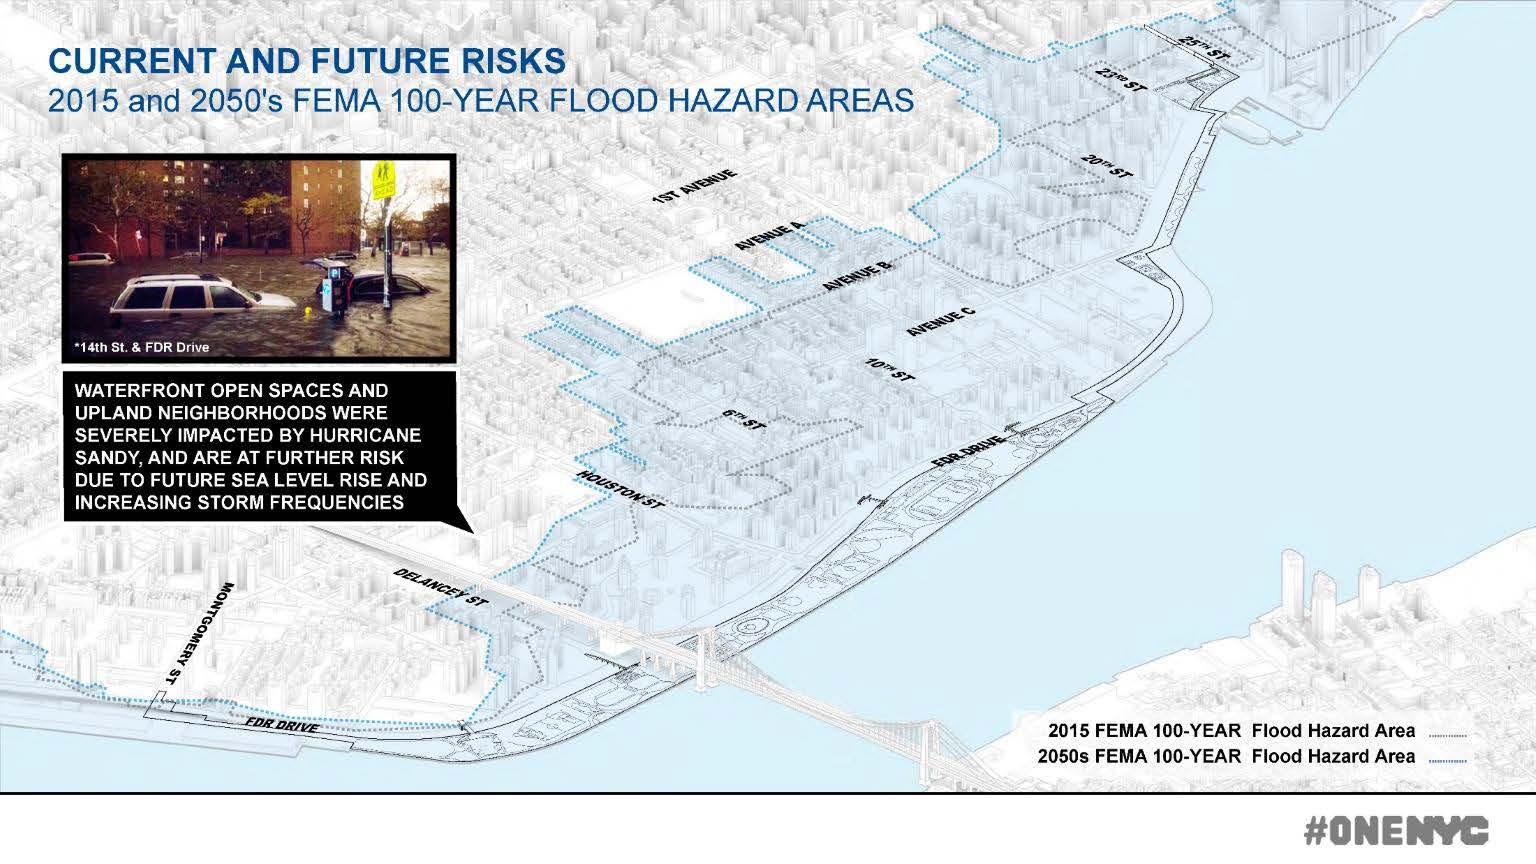 CURRENT AND FUTURE RISKS
2015 and 2050's FEMA 100-YEAR FLOOD HAZARD AREAS
25TH ST
23RD ST
20TH ST
1ST AVENUE
AVENUE A
AVENUE B
AVENUE C
10TH ST
6TH ST
FDR DRIVE
HOUSTON ST
*14th St. & FDR Drive
WATERFRONT OPEN SPACES AND
UPLAND NEIGHBORHOODS WERE
SEVERELY IMPACTED BY HURRICANE
SANDY, AND ARE AT FURTHER RISK
DUE TO FUTURE SEA LEVEL RISE AND
INCREASING STORM FREQUENCIES
DELANCEY ST
MONTGOMERY ST
FDR DRIVE
2015 FEMA 100-YEAR Flood Hazard Area
2050s FEMA 100-YEAR Flood Hazard Area
#ONENYC